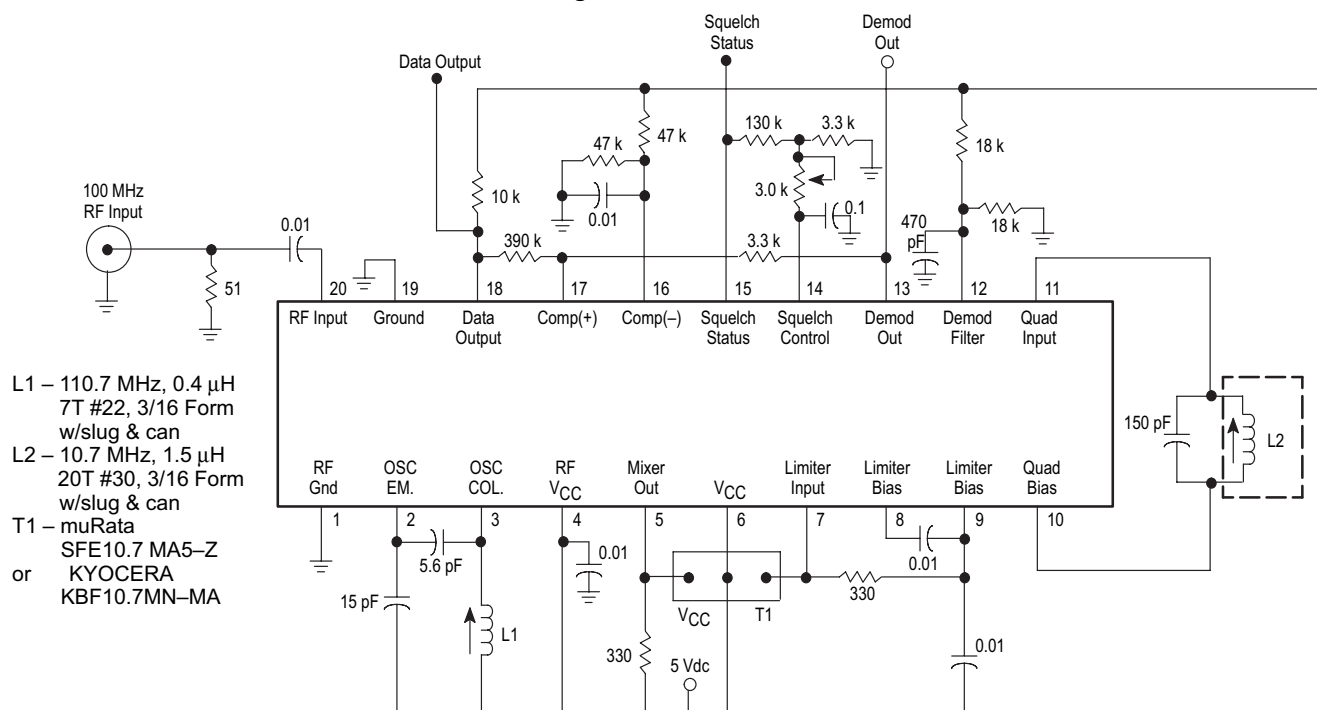 Squelch
Status
Demod
Out
Data Output
47 k
47 k
130 k
3.3 k
18 k
100 MHz
RF Input
0.01
10 k
0.01
3.0 k
0.1
470
pF
18 k
51
390 k
3.3 k
20
19
18
17
16
15
14
13
12
11
RF Input
Ground
Data
Output
Comp(+)
Comp(–)
Squelch
Status
Squelch
Control
Demod
Out
Demod
Filter
Quad
Input
L1 – 110.7 MHz, 0.4 μH
7T #22, 3/16 Form
w/slug & can
L2 – 10.7 MHz, 1.5 μH
20T #30, 3/16 Form
w/slug & can
T1 – muRata
SFE10.7 MA5–Z
or KYOCERA
KBF10.7MN–MA
150 pF
L2
RF
Gnd
OSC
EM.
OSC
COL.
RF
VCC
Mixer
Out
VCC
Limiter
Input
Limiter
Bias
Limiter
Bias
Quad
Bias
1
2
3
4
5
6
7
8
9
10
5.6 pF
0.01
0.01
15 pF
L1
VCC
T1
330
330
5 Vdc
0.01